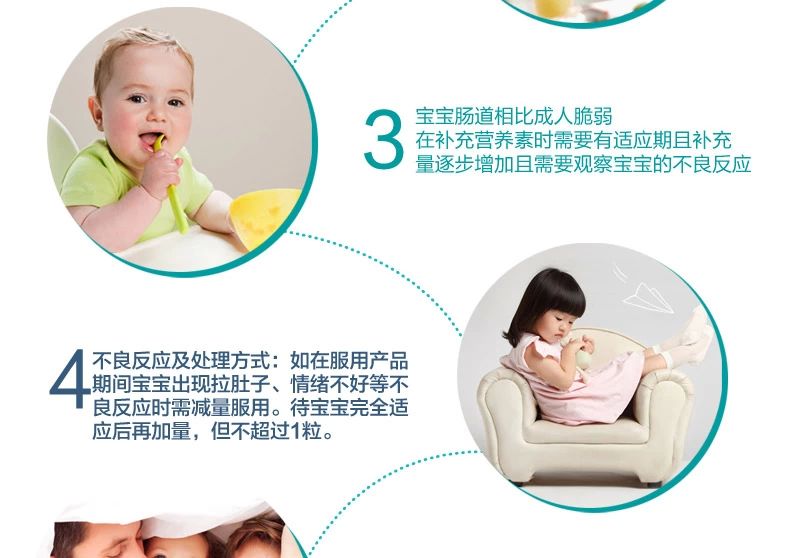 3
宝宝肠道相比成人脆弱
在补充营养素时需要有适应期且补充
量逐步增加且需要观察宝宝的不良反应
4
不良反应及处理方式：如在服用产品
期间宝宝出现拉肚子、情绪不好等不
良反应时需减量服用。待宝宝完全适
应后再加量，但不超过1粒。